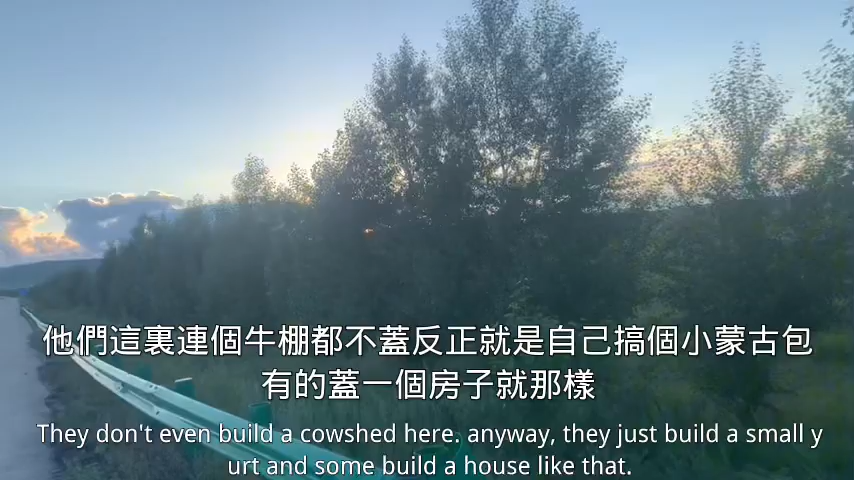 他們這裏連個牛棚都不蓋反正就是自己搞個小蒙古包
有的蓋一個房子就那樣
They don't even build a cowshed here. anyway, they just build a small y
urt and some build a house like that.